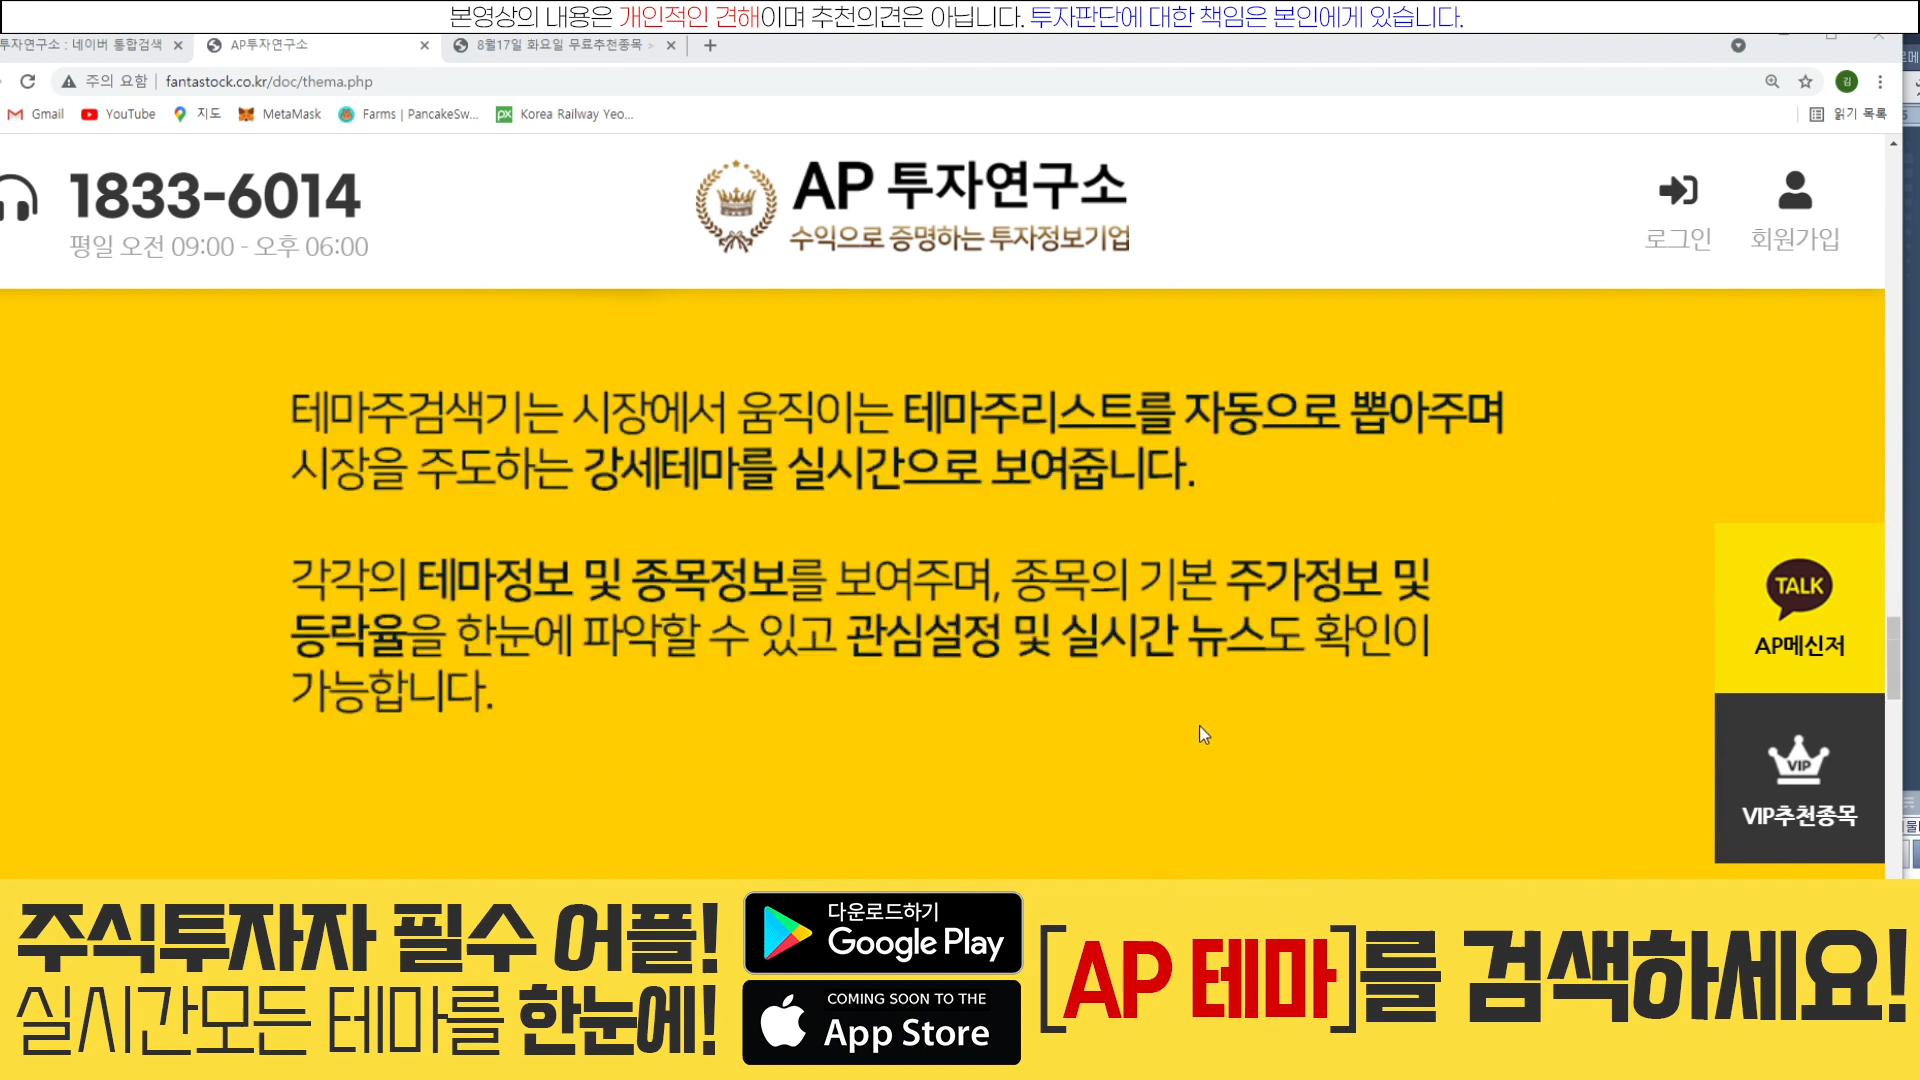 본영상의 내용은 개인적인 견해이며 추천의견은 아닙니다. 투자판단에 대한 책임은 본인에게 있습니다.
투자연구소 : 네이버 통합검색
AP투자연구소
8월17일 화요일 무료추천종목
주의 요함 | fantastock.co.kr/doc/thema.php
김
Gmail YouTube 지도 MetaMask Farms | PancakeSw... Korea Railway Yeo...
읽기 목록
1833-6014
평일 오전 09:00 - 오후 06:00
AP 투자연구소
수익으로 증명하는 투자정보기업
로그인
회원가입
테마주검색기는 시장에서 움직이는 테마주리스트를 자동으로 뽑아주며
시장을 주도하는 강세테마를 실시간으로 보여줍니다.
각각의 테마정보 및 종목정보를 보여주며, 종목의 기본 주가정보 및
등락율을 한눈에 파악할 수 있고 관심설정 및 실시간 뉴스도 확인이
가능합니다.
TALK
AP메신저
VIP
VIP추천종목
주식투자자 필수 어플!
실시간모든 테마를 한눈에!
다운로드하기
Google Play
COMING SOON TO THE
App Store
[AP 테마]를 검색하세요!